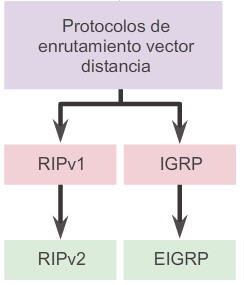 Protocolos de
enrutamiento vector
distancia
RIPv1
IGRP
RIPv2
EIGRP